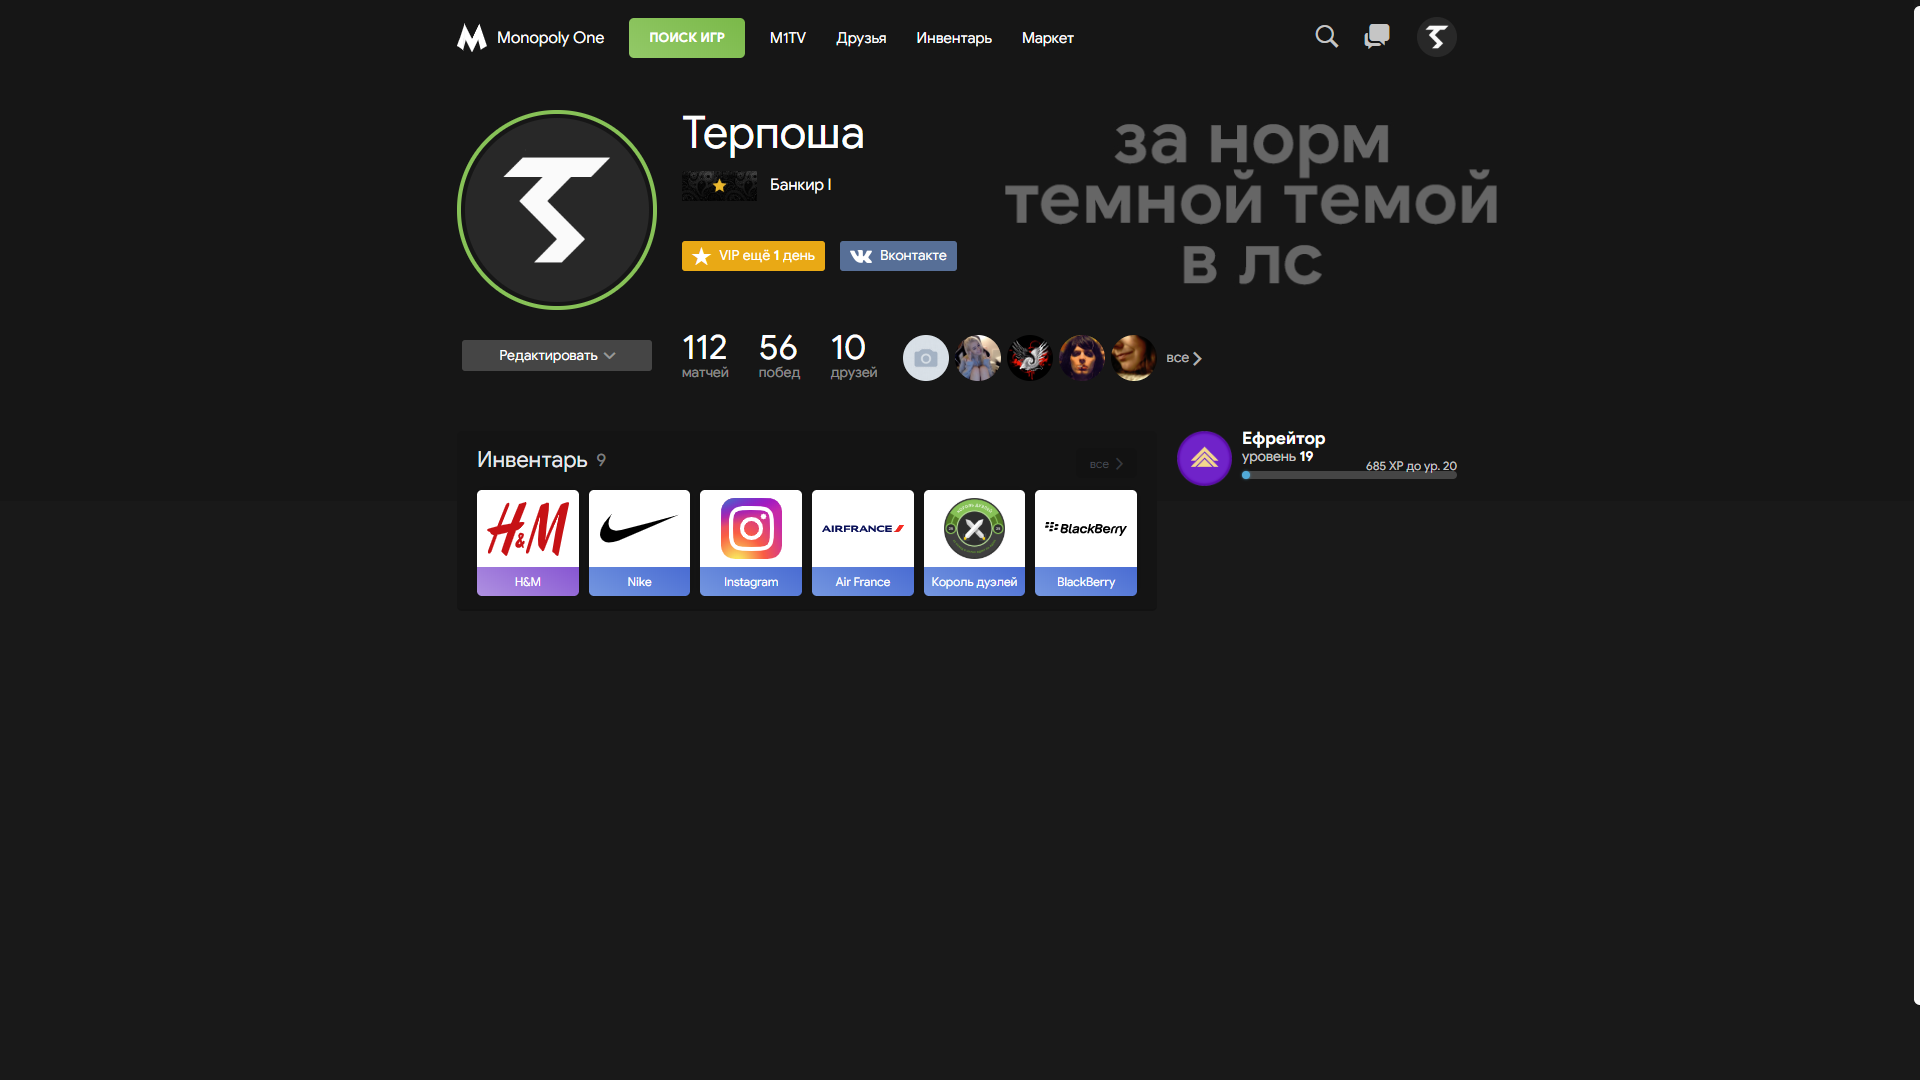 Monopoly One
ПОИСК ИГР
M1TV
Друзья
Инвентарь
Маркет
Терпоша
Банкир I
VIP ещё 1 день
Вконтакте
за норм
темной темой
в лс
Редактировать
112
матчей
56
побед
10
друзей
все
Инвентарь 9
все
Ефрейтор
уровень 19
685 XP до ур. 20
H&M
AIRFRANCE
BlackBerry
H&M
Nike
Instagram
Air France
Король дуэлей
BlackBerry